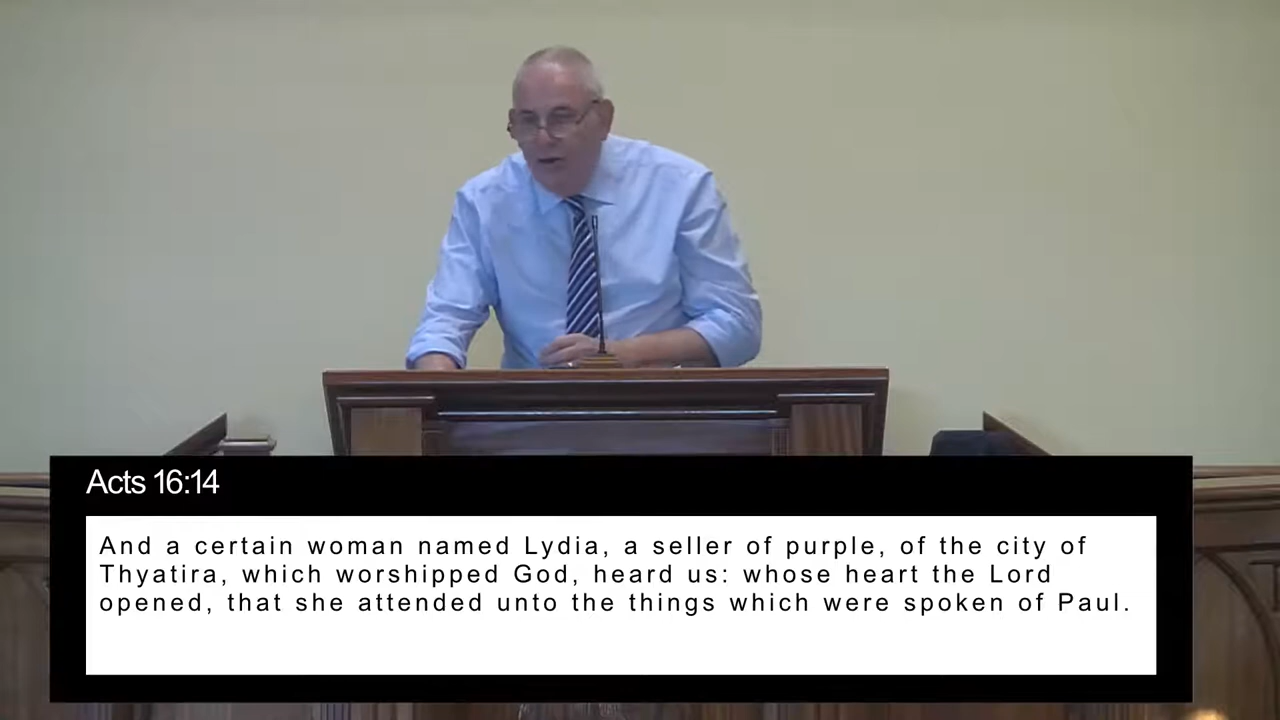 Acts 16:14
And a certain woman named Lydia, a seller of purple, of the city of
Thyatira, which worshipped God, heard us: whose heart the Lord
opened, that she attended unto the things which were spoken of Paul.